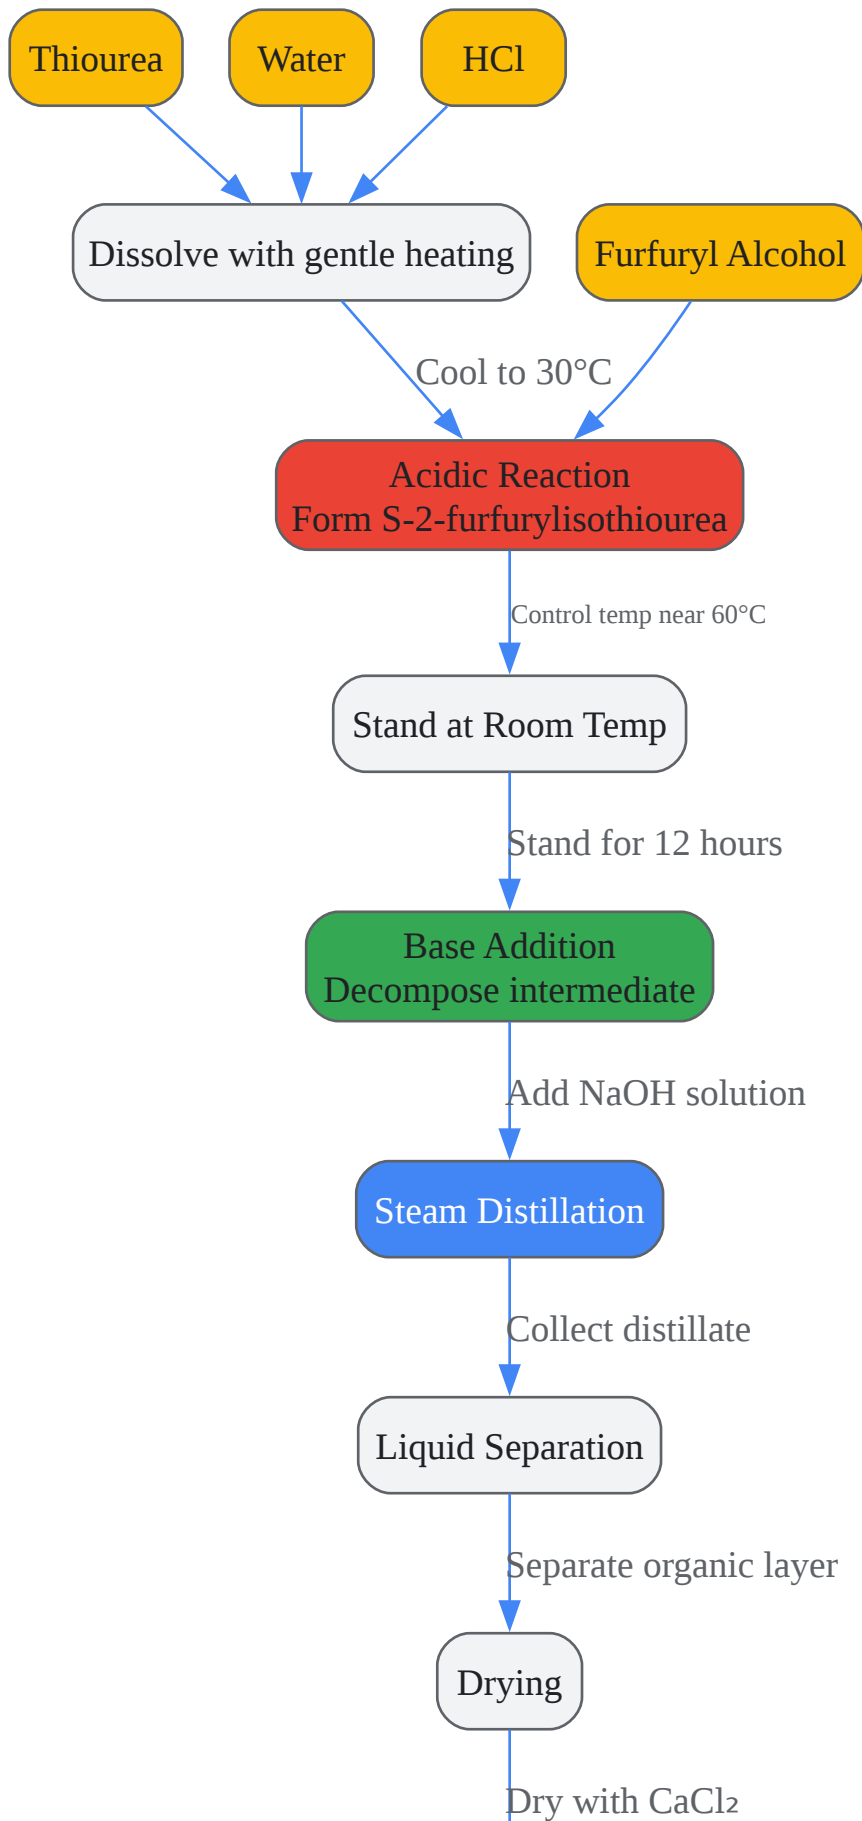 Thiourea
Water
HCl
Dissolve with gentle heating
Furfuryl Alcohol
Cool to 30°C
Acidic Reaction
Form S-2-furfurylisothiourea
Control temp near 60°C
Stand at Room Temp
Stand for 12 hours
Base Addition
Decompose intermediate
Add NaOH solution
Steam Distillation
Collect distillate
Liquid Separation
Separate organic layer
Drying
Dry with CaCl₂